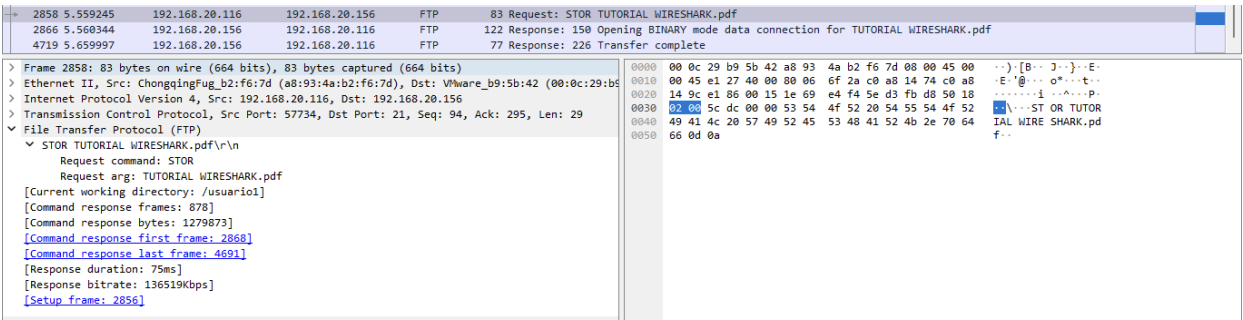 2858 5.559245 192.168.20.116 192.168.20.156 FTP 83 Request: STOR TUTORIAL WIRESHARK.pdf
2866 5.560344 192.168.20.156 192.168.20.116 FTP 122 Response: 150 Opening BINARY mode data connection for TUTORIAL WIRESHARK.pdf
4719 5.659997 192.168.20.156 192.168.20.116 FTP 77 Response: 226 Transfer complete
Frame 2858: 83 bytes on wire (664 bits), 83 bytes captured (664 bits)
Ethernet II, Src: ChongqingFug_b2:f6:7d (a8:93:4a:b2:f6:7d), Dst: VMware_b9:5b:42 (00:0c:29:b9
Internet Protocol Version 4, Src: 192.168.20.116, Dst: 192.168.20.156
Transmission Control Protocol, Src Port: 57734, Dst Port: 21, Seq: 94, Ack: 295, Len: 29
File Transfer Protocol (FTP)
STOR TUTORIAL WIRESHARK.pdf\r\n
Request command: STOR
Request arg: TUTORIAL WIRESHARK.pdf
[Current working directory: /usuario1]
[Command response frames: 878]
[Command response bytes: 1279873]
[Command response first frame: 2868]
[Command response last frame: 4691]
[Response duration: 75ms]
[Response bitrate: 136519Kbps]
[Setup frame: 2856]
0000 00 0c 29 b9 5b 42 a8 93 4a b2 f6 7d 08 00 45 00 ··)·[B·· J··}··E·
0010 00 45 e1 27 40 00 80 06 6f 2a c0 a8 14 74 c0 a8 ·E·'@··· o*···t··
0020 14 9c e1 86 00 15 1e 69 e4 f4 5e d3 fb d8 50 18 ·······i ··^···P·
0030 02 00 5c dc 00 00 53 54 4f 52 20 54 55 54 4f 52 ··\···ST OR TUTOR
0040 49 41 4c 20 57 49 52 45 53 48 41 52 4b 2e 70 64 IAL WIRE SHARK.pd
0050 66 0d 0a f··